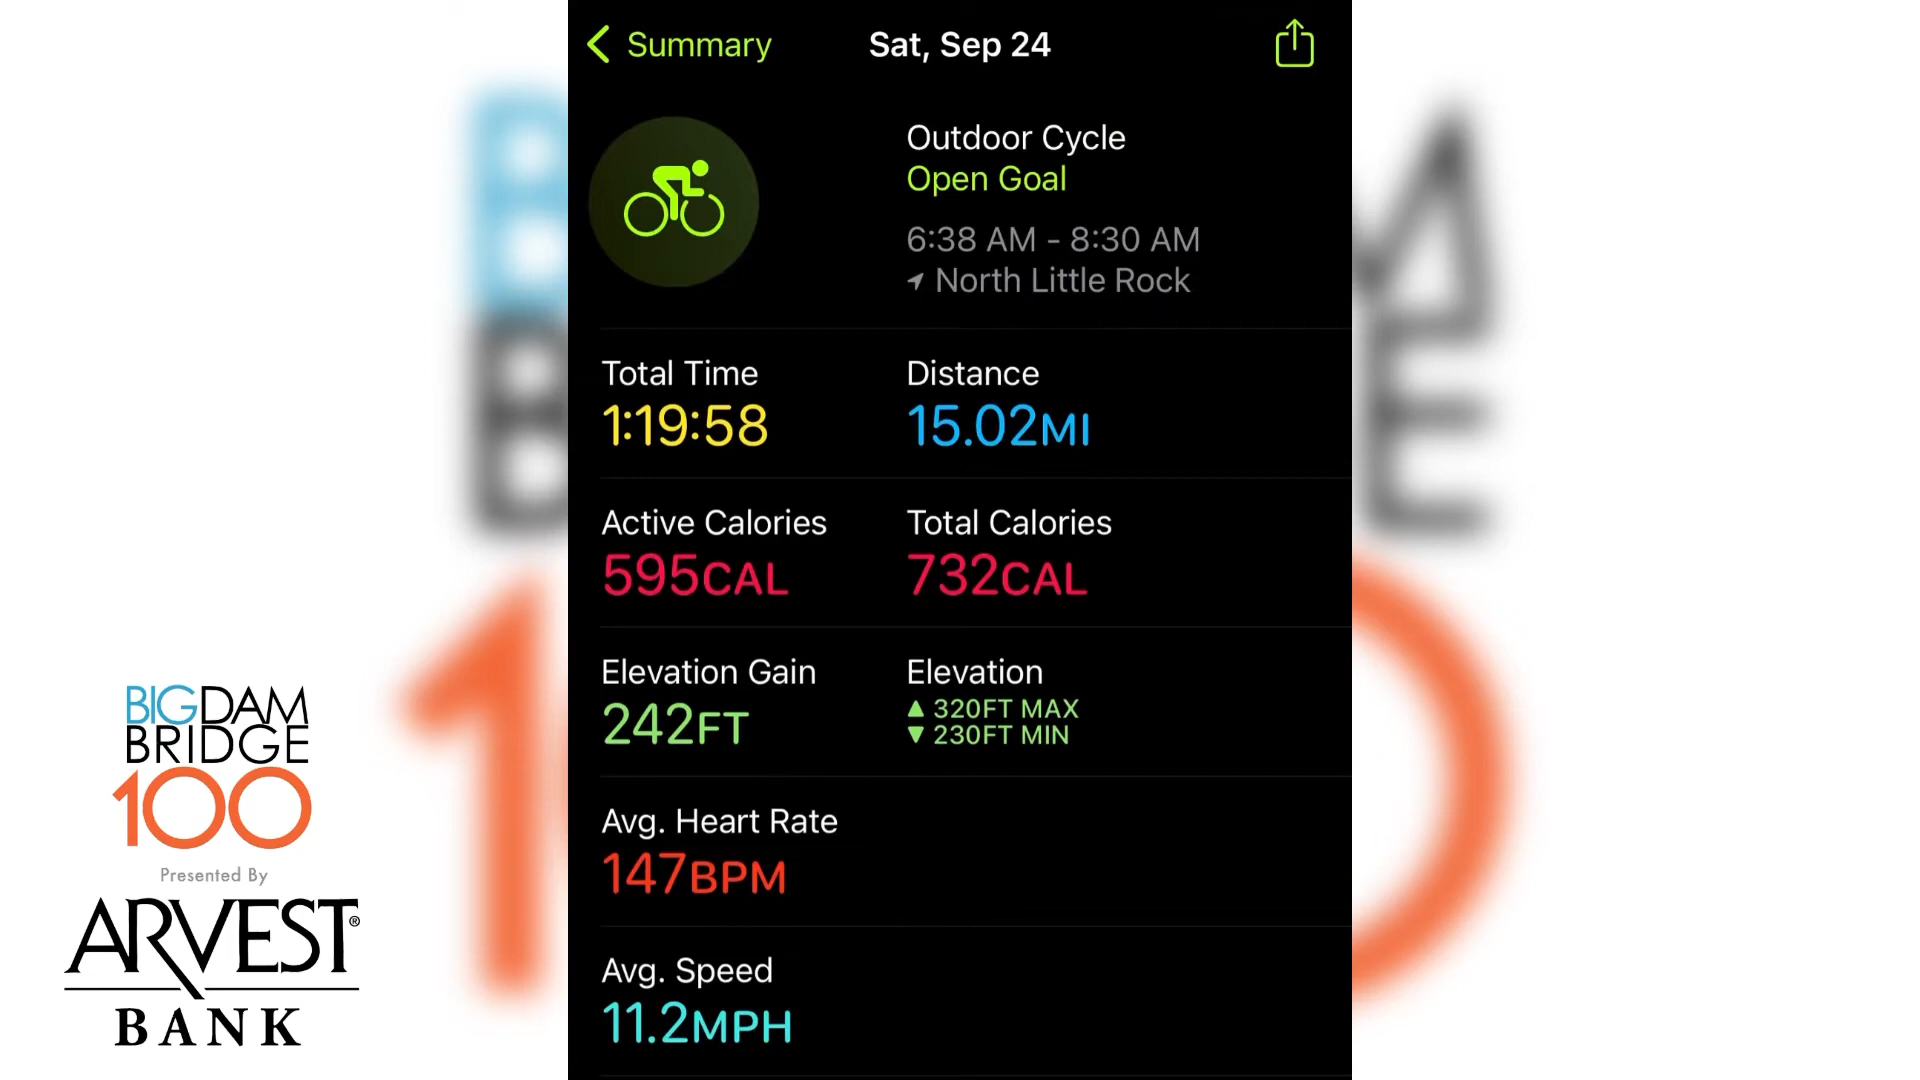 Summary
Sat, Sep 24
Outdoor Cycle
Open Goal
6:38 AM - 8:30 AM
North Little Rock
Total Time
Distance
1:19:58
15.02MI
Active Calories
Total Calories
595CAL
732CAL
Elevation Gain
Elevation
242FT
▲ 320FT MAX
▼ 230FT MIN
Avg. Heart Rate
147BPM
Avg. Speed
11.2MPH
BIGDAM
BRIDGE
100
Presented By
ARVEST®
BANK